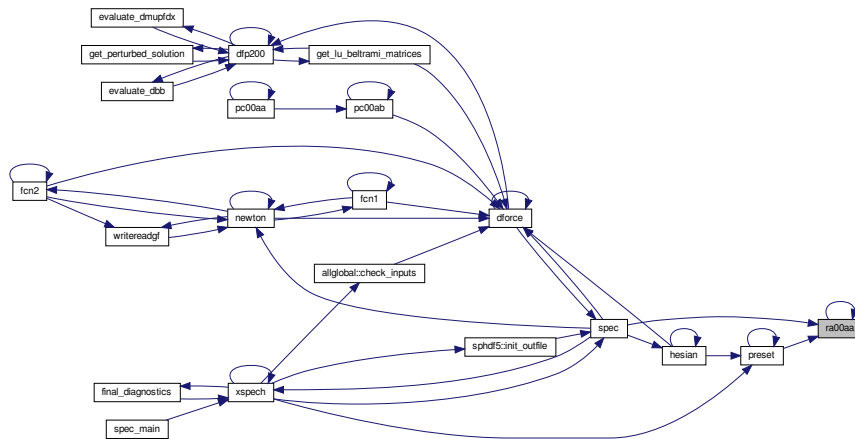 evaluate_dmupfdx
get_perturbed_solution
dfp200
get_lu_beltrami_matrices
evaluate_dbb
pc00aa
pc00ab
fcn2
fcn1
newton
dforce
writereadgf
allglobal::check_inputs
spec
ra00aa
sphdf5::init_outfile
hesian
preset
final_diagnostics
xspech
spec_main